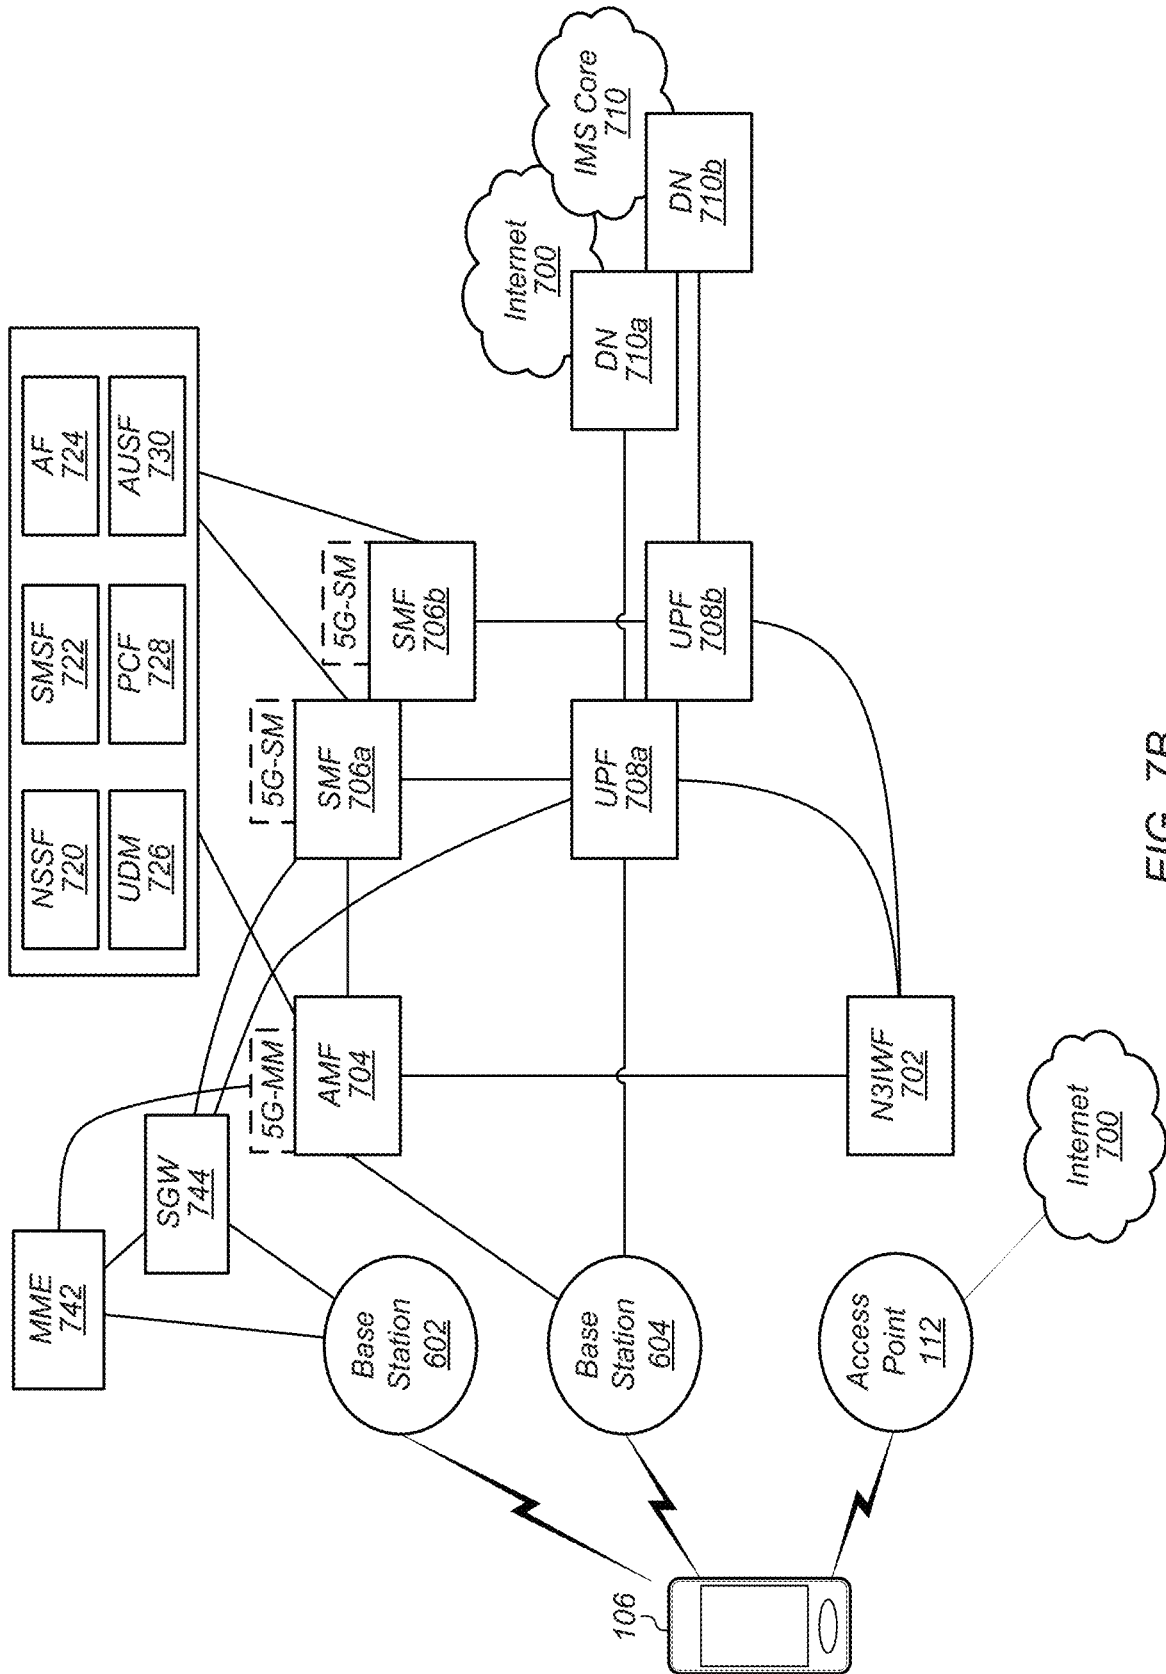 MME
742
SGW
744
NSSF
720
SMSF
722
AF
724
UDM
726
PCF
728
AUSF
730
5G-MM
AMF
704
5G-SM
SMF
706a
5G-SM
SMF
706b
Base
Station
602
Base
Station
604
UPF
708a
UPF
708b
DN
710a
DN
710b
Internet
700
IMS Core
710
106
Access
Point
112
N3IWF
702
Internet
700
FIG. 7B